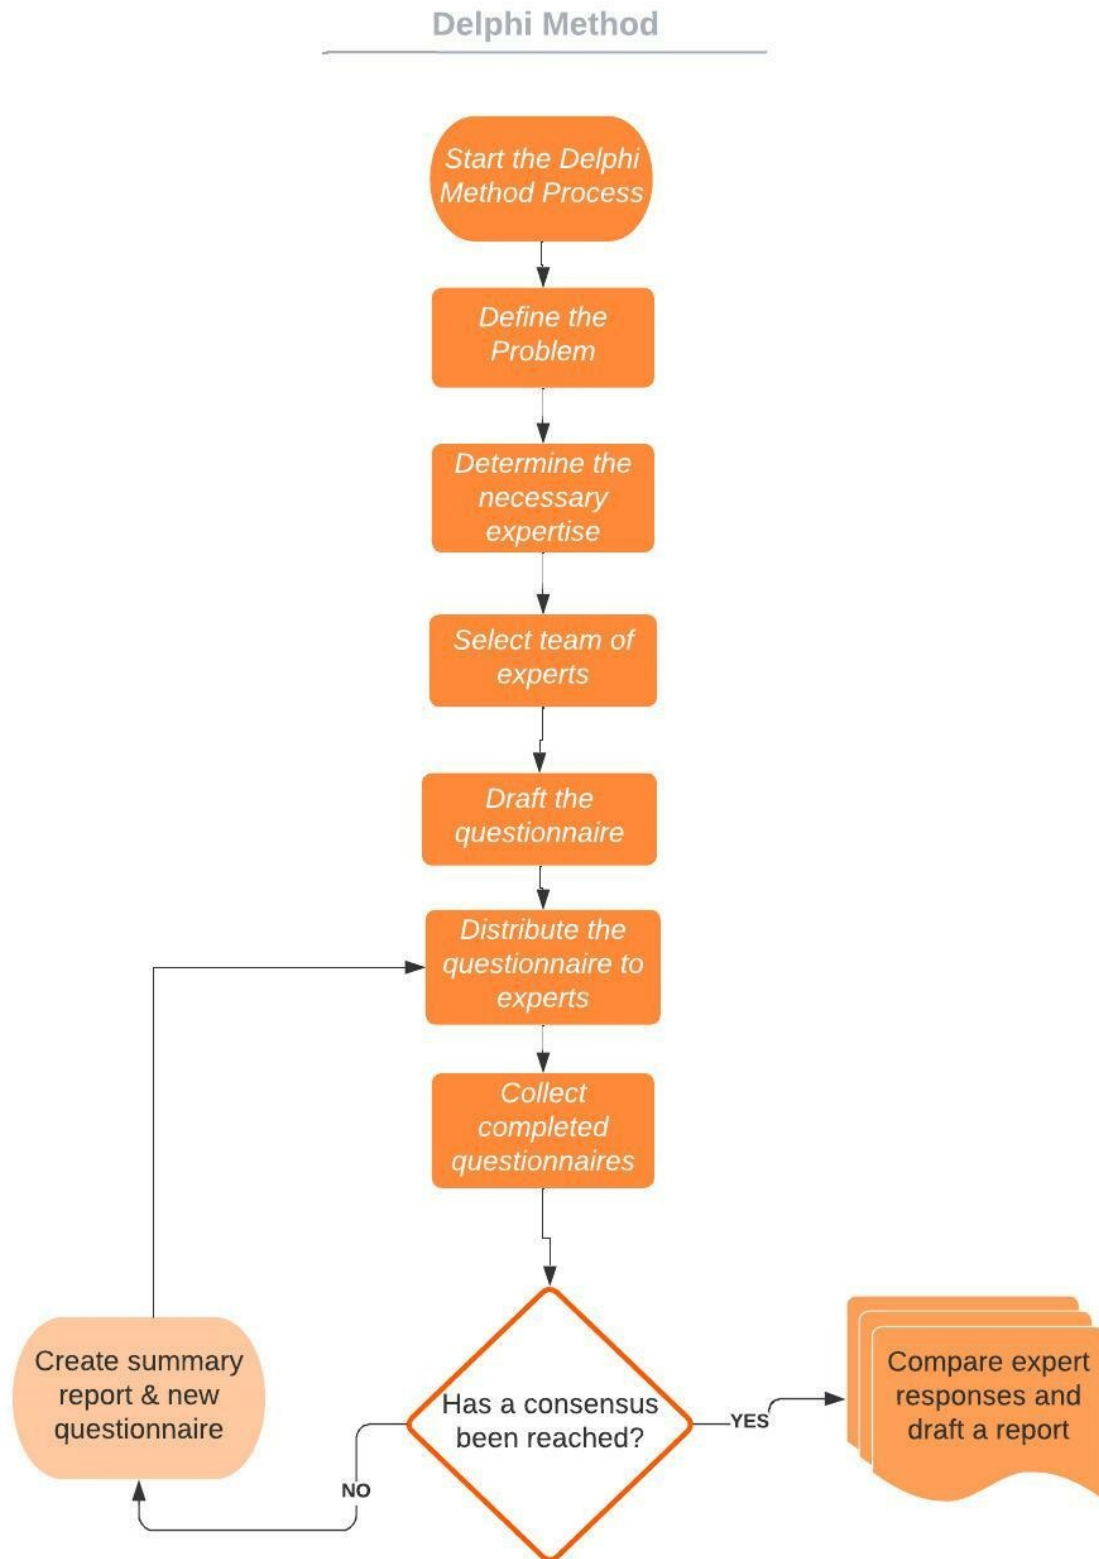 Delphi Method
Start the Delphi
Method Process
Define the
Problem
Determine the
necessary
expertise
Select team of
experts
Draft the
questionnaire
Distribute the
questionnaire to
experts
Collect
completed
questionnaires
Has a consensus
been reached?
NO
YES
Create summary
report & new
questionnaire
Compare expert
responses and
draft a report